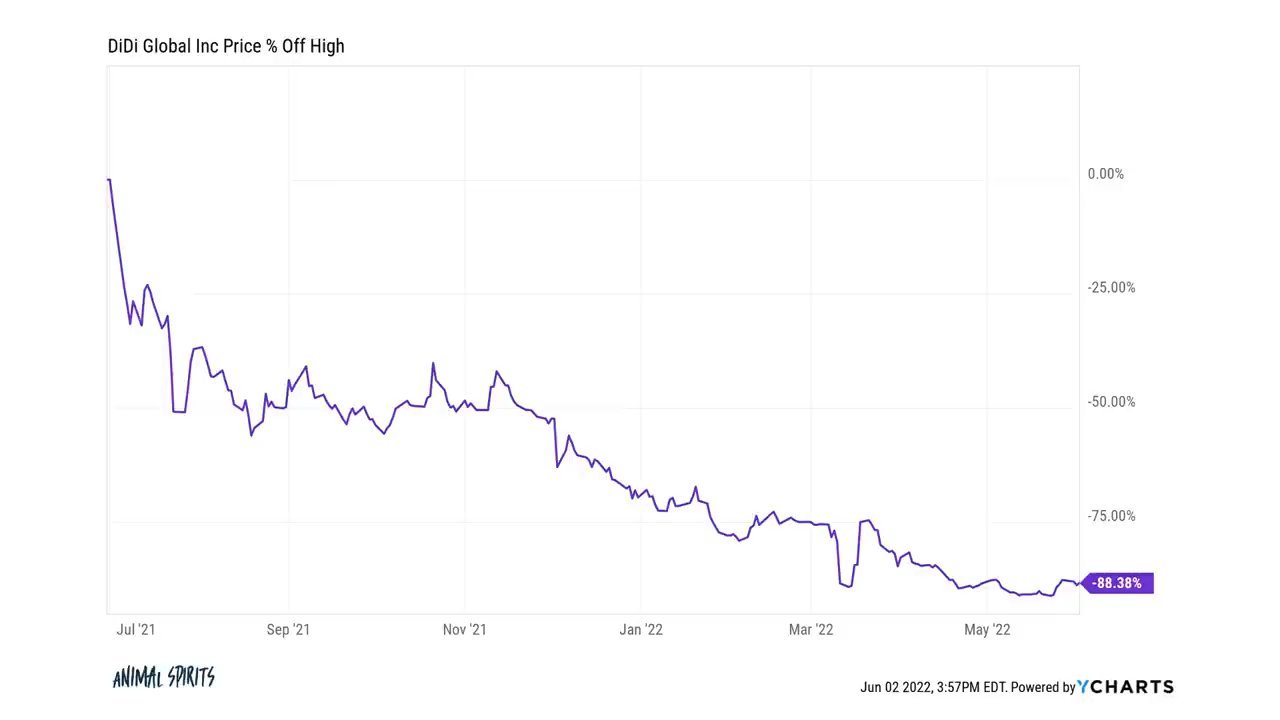 DiDi Global Inc Price % Off High
0.00%
-25.00%
-50.00%
-75.00%
-88.38%
Jul '21 Sep '21 Nov '21 Jan '22 Mar '22 May '22
ANIMAL SPIRITS
Jun 02 2022, 3:57PM EDT. Powered by YCHARTS